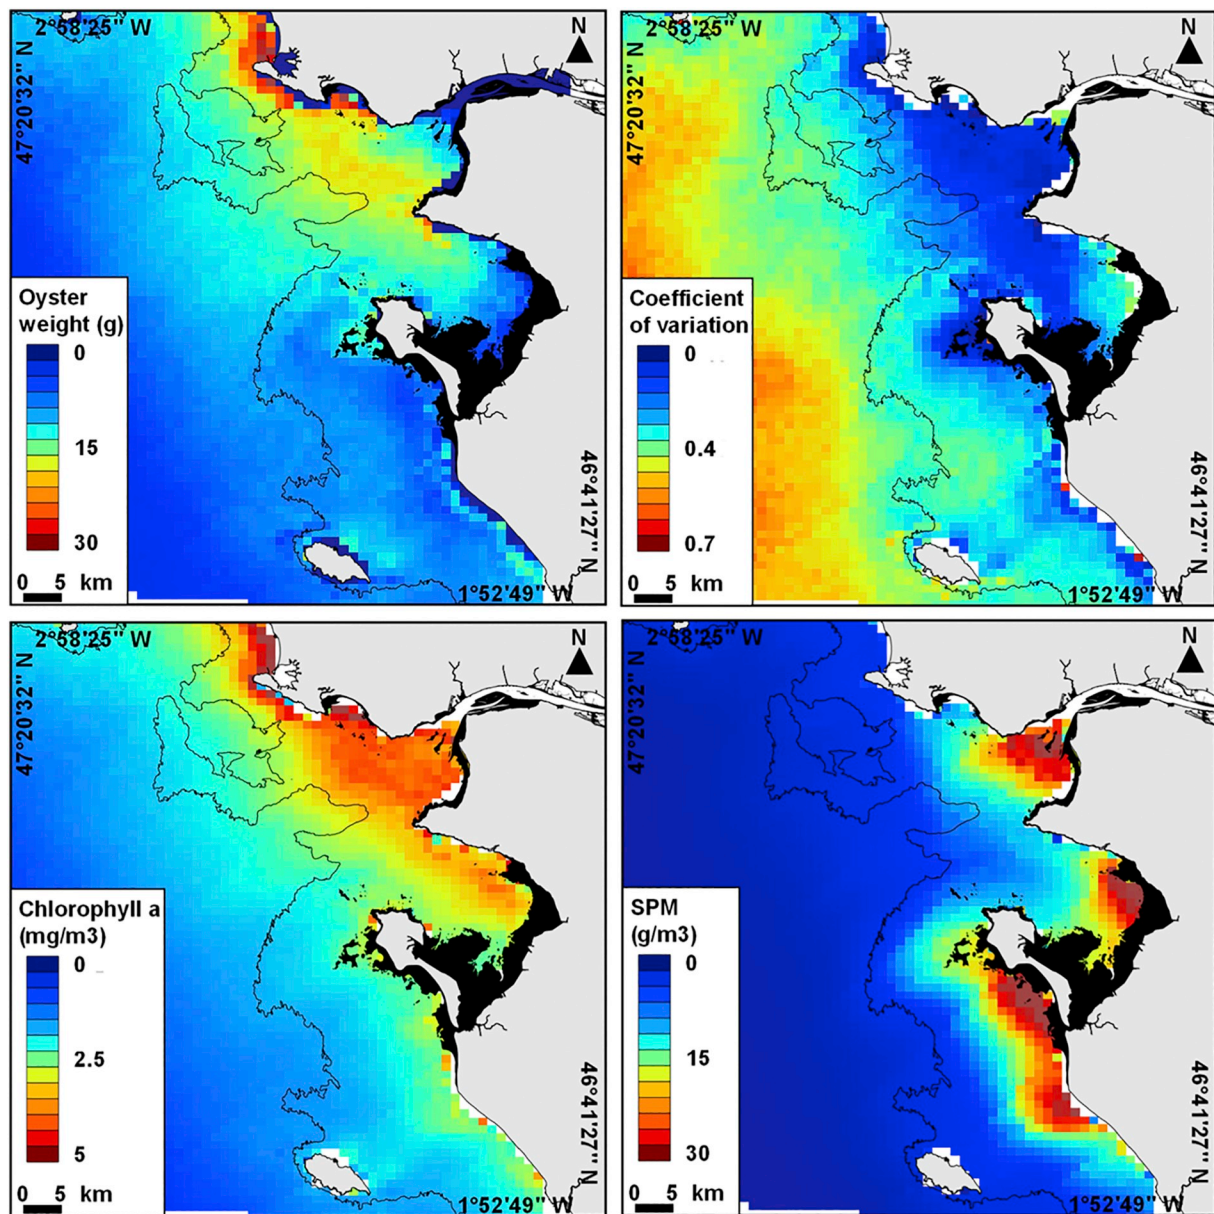 2°58'25" W
N
47°20'32" N
Oyster
weight (g)
0
15
30
0 5 km
46°41'27" N
1°52'49" W
2°58'25" W
N
47°20'32" N
Coefficient
of variation
0
0.4
0.7
0 5 km
46°41'27" N
1°52'49" W
2°58'25" W
N
47°20'32" N
Chlorophyll a
(mg/m3)
0
2.5
5
0 5 km
46°41'27" N
1°52'49" W
2°58'25" W
N
47°20'32" N
SPM
(g/m3)
0
15
30
0 5 km
46°41'27" N
1°52'49" W